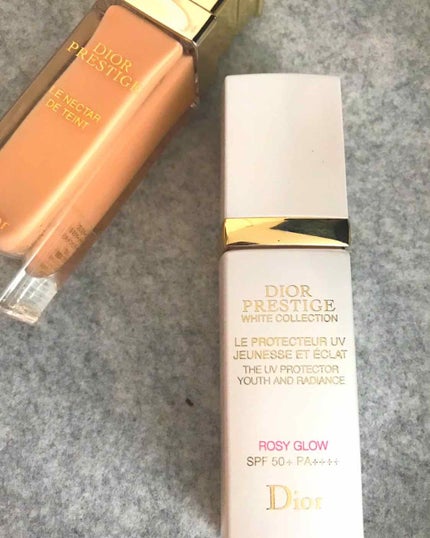 DIOR
PRESTIGE
LE NECTAR
DE TEINT
Dior
DIOR
PRESTIGE
WHITE COLLECTION
LE PROTECTEUR UV
JEUNESSE ET ÉCLAT
THE UV PROTECTOR
YOUTH AND RADIANCE
ROSY GLOW
SPF 50+ PA++++
Dior